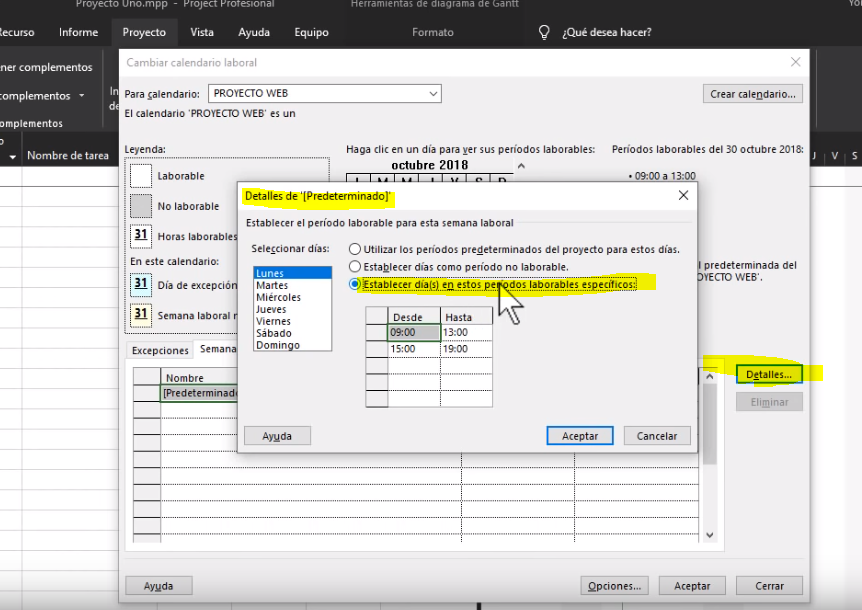 Proyecto Uno.mpp - Project Profesional
Herramientas de diagrama de Gantt
Recurso Informe Proyecto Vista Ayuda Equipo Formato ¿Qué desea hacer?
ner complementos
complementos
omplementos
Nombre de tarea
J V S
Cambiar calendario laboral
Para calendario: PROYECTO WEB
Crear calendario...
El calendario 'PROYECTO WEB' es un
Leyenda:
Laborable
No laborable
31 Horas laborables
En este calendario:
31 Día de excepción
31 Semana laboral n
Haga clic en un día para ver sus períodos laborables:
octubre 2018
L M M J V S D
Períodos laborables del 30 octubre 2018:
• 09:00 a 13:00
l predeterminada del
OYECTO WEB'.
Detalles de '[Predeterminado]'
Establecer el período laborable para esta semana laboral
Seleccionar días:
Lunes
Martes
Miércoles
Jueves
Viernes
Sábado
Domingo
Utilizar los períodos predeterminados del proyecto para estos días.
Establecer días como período no laborable.
Establecer día(s) en estos períodos laborables específicos:
Desde Hasta
09:00 13:00
15:00 19:00
Ayuda Aceptar Cancelar
Excepciones Semana
Nombre
[Predeterminado
Detalles...
Eliminar
Ayuda Opciones... Aceptar Cerrar